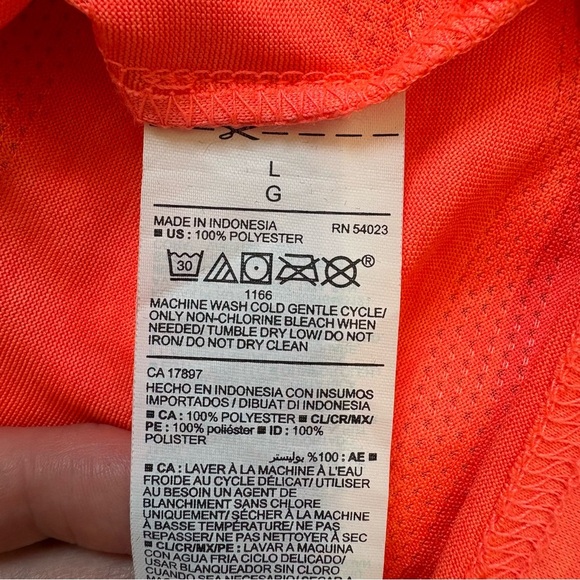 L
G
MADE IN INDONESIA RN 54023
■ US : 100% POLYESTER
30 ®
1166
MACHINE WASH COLD GENTLE CYCLE/
ONLY NON-CHLORINE BLEACH WHEN
NEEDED/ TUMBLE DRY LOW/ DO NOT
IRON/ DO NOT DRY CLEAN
CA 17897
HECHO EN INDONESIA CON INSUMOS
IMPORTADOS / DIBUAT DI INDONESIA
■ CA : 100% POLYESTER ■ CL/CR/MX/
PE : 100% poliéster ■ ID : 100%
POLISTER
■ AE : 100% بوليستر
■ CA : LAVER À LA MACHINE À L'EAU
FROIDE AU CYCLE DÉLICAT/ UTILISER
AU BESOIN UN AGENT DE
BLANCHIMENT SANS CHLORE
UNIQUEMENT/ SÉCHER À LA MACHINE
À BASSE TEMPÉRATURE/ NE PAS
REPASSER/ NE PAS NETTOYER À SEC
■ CL/CR/MX/PE : LAVAR A MAQUINA
CON AGUA FRIA CICLO DELICADO/
USAR BLANQUEADOR SIN CLORO